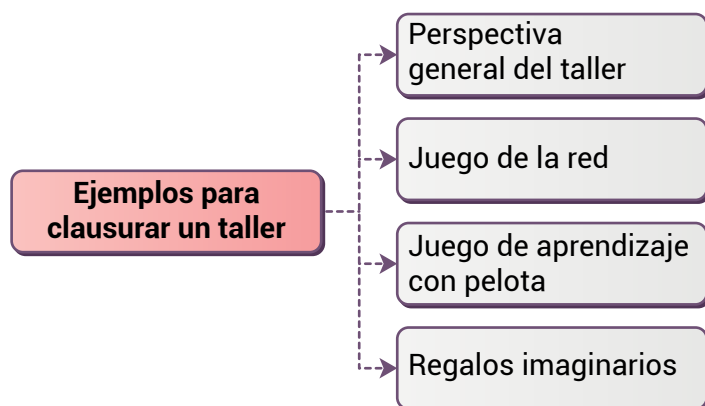 Perspectiva
general del taller
Juego de la red
Ejemplos para
clausurar un taller
Juego de aprendizaje
con pelota
Regalos imaginarios